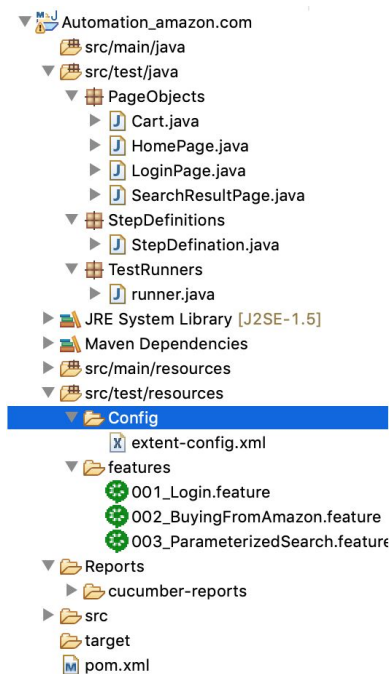 Automation_amazon.com
src/main/java
src/test/java
PageObjects
Cart.java
HomePage.java
LoginPage.java
SearchResultPage.java
StepDefinitions
StepDefination.java
TestRunners
runner.java
JRE System Library [J2SE-1.5]
Maven Dependencies
src/main/resources
src/test/resources
Config
extent-config.xml
features
001_Login.feature
002_BuyingFromAmazon.feature
003_ParameterizedSearch.feature
Reports
cucumber-reports
src
target
pom.xml